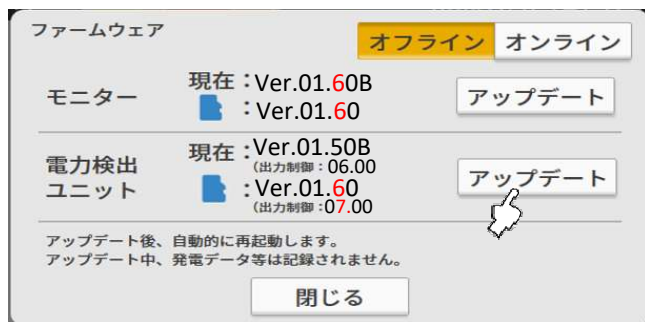 ファームウェア
オフライン オンライン
モニター
現在：Ver.01.60B
：Ver.01.60
アップデート
電力検出
ユニット
現在：Ver.01.50B
(出力制御：06.00
：Ver.01.60
(出力制御：07.00
アップデート
アップデート後、自動的に再起動します。
アップデート中、発電データ等は記録されません。
閉じる